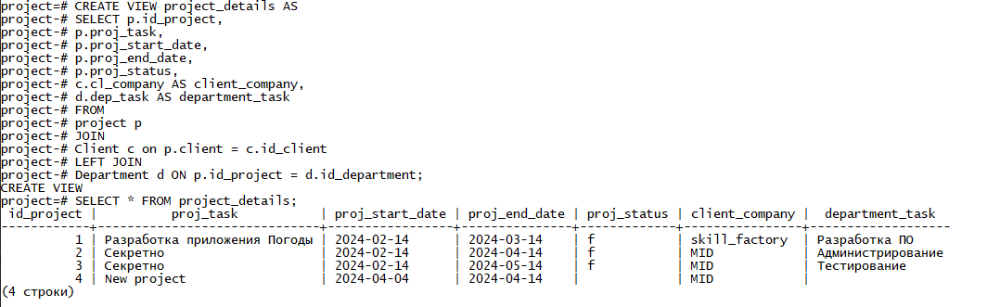 project=# CREATE VIEW project_details AS
project-# SELECT p.id_project,
project-# p.proj_task,
project-# p.proj_start_date,
project-# p.proj_end_date,
project-# p.proj_status,
project-# c.cl_company AS client_company,
project-# d.dep_task AS department_task
project-# FROM
project-# project p
project-# JOIN
project-# Client c on p.client = c.id_client
project-# LEFT JOIN
project-# Department d ON p.id_project = d.id_department;
CREATE VIEW
project=# SELECT * FROM project_details;
 id_project |          proj_task           | proj_start_date | proj_end_date | proj_status | client_company |  department_task
------------+------------------------------+-----------------+---------------+-------------+----------------+-------------------
          1 | Разработка приложения Погоды | 2024-02-14      | 2024-03-14    | f           | skill_factory  | Разработка ПО
          2 | Секретно                     | 2024-02-14      | 2024-04-14    | f           | MID            | Администрирование
          3 | Секретно                     | 2024-02-14      | 2024-05-14    | f           | MID            | Тестирование
          4 | New project                  | 2024-04-04      | 2024-04-14    |             | MID            |
(4 строки)